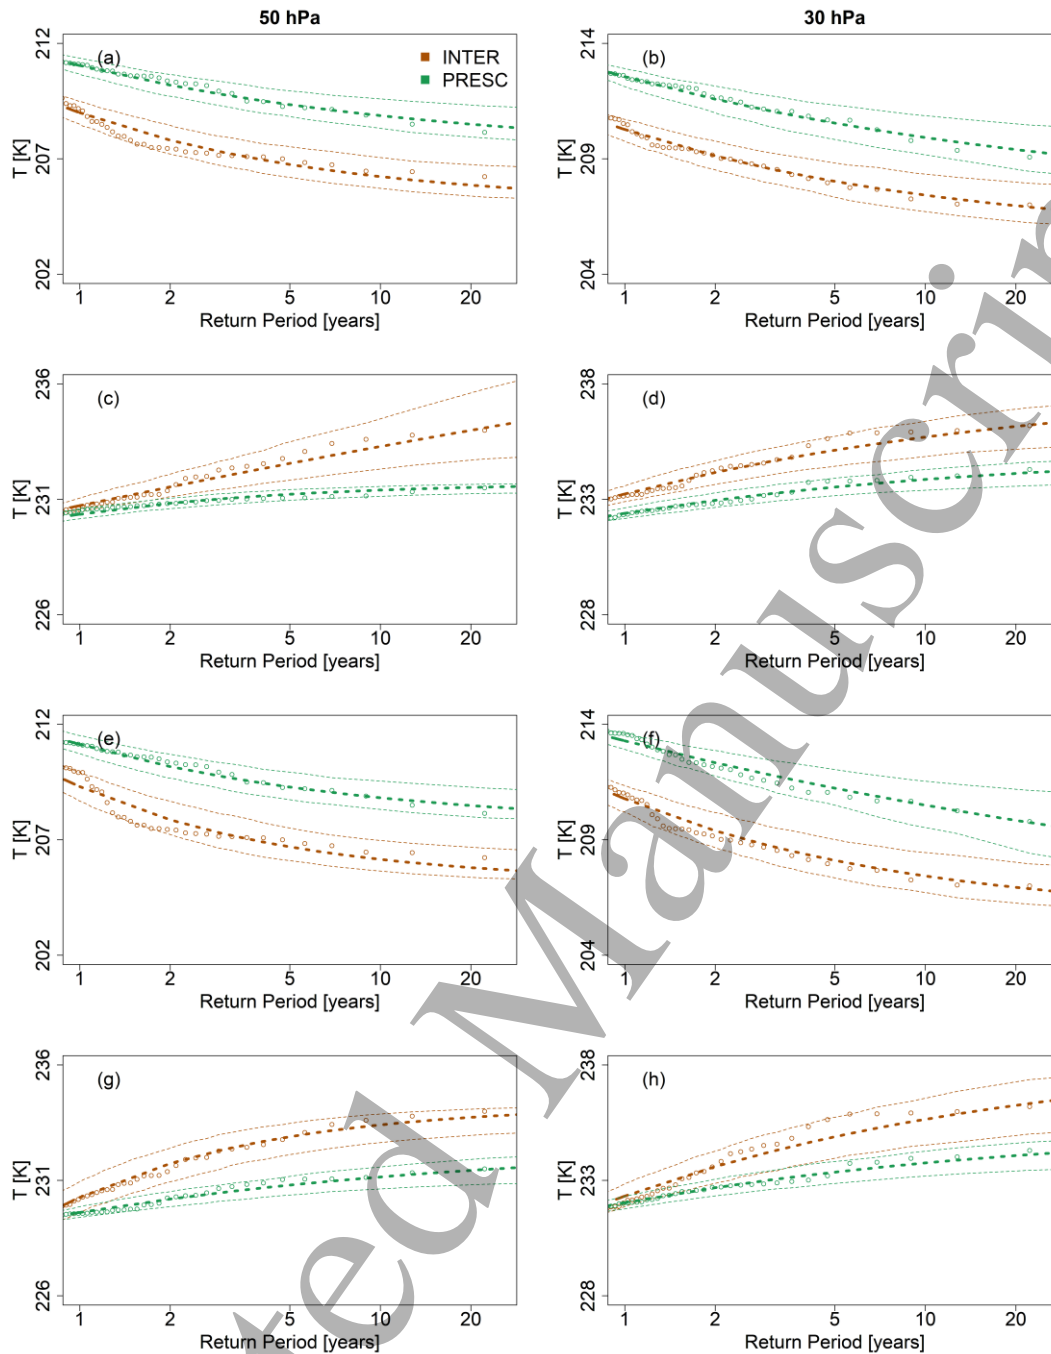 50 hPa 30 hPa
212 207 202 T [K] (a) INTER PRESC 1 2 5 10 20 Return Period [years]
214 209 204 T [K] (b) 1 2 5 10 20 Return Period [years]
236 231 226 T [K] (c) 1 2 5 10 20 Return Period [years]
238 233 228 T [K] (d) 1 2 5 10 20 Return Period [years]
212 207 202 T [K] (e) 1 2 5 10 20 Return Period [years]
214 209 204 T [K] (f) 1 2 5 10 20 Return Period [years]
236 231 226 T [K] (g) 1 2 5 10 20 Return Period [years]
238 233 228 T [K] (h) 1 2 5 10 20 Return Period [years]
ted Manuscrip